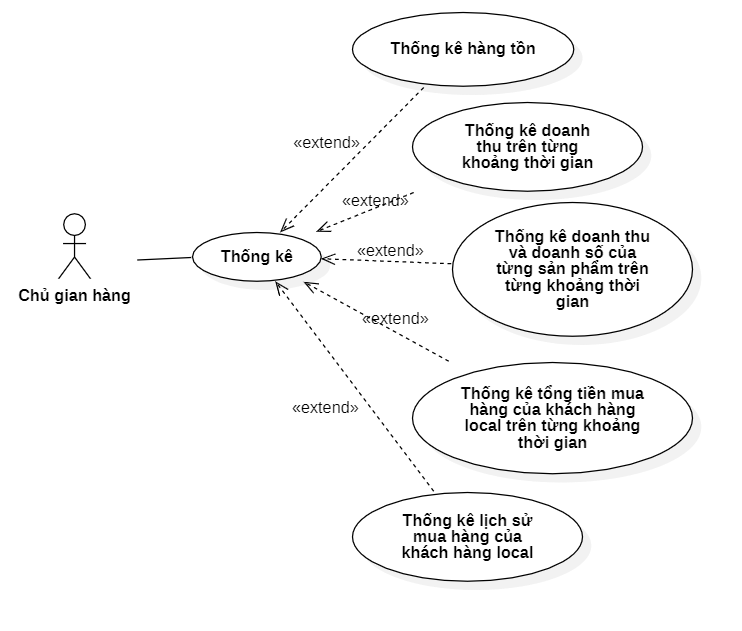 Thống kê hàng tồn
«extend»
Thống kê doanh
thu trên từng
khoảng thời gian
«extend»
Thống kê
«extend»
Thống kê doanh thu
và doanh số của
từng sản phẩm trên
từng khoảng thời
gian
Chủ gian hàng
«extend»
Thống kê tổng tiền mua
hàng của khách hàng
local trên từng khoảng
thời gian
«extend»
Thống kê lịch sử
mua hàng của
khách hàng local